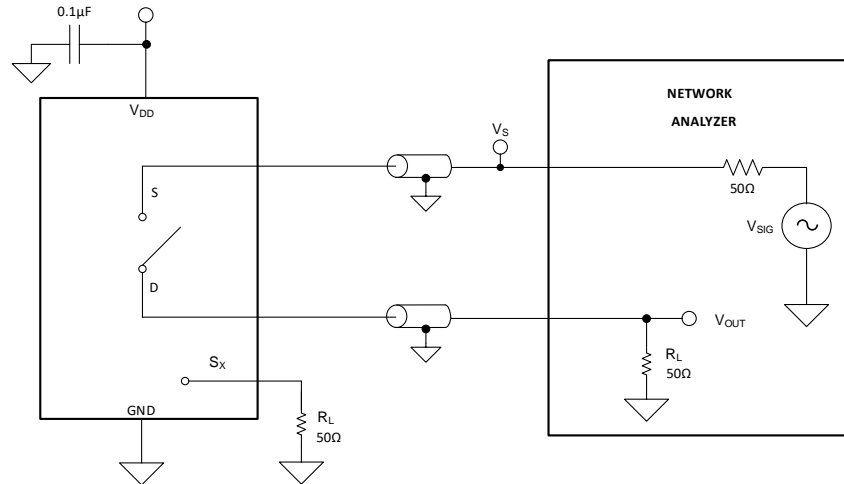 0.1µF
V_DD
S
D
S_X
GND
R_L
50Ω
V_S
NETWORK
ANALYZER
50Ω
V_SIG
V_OUT
R_L
50Ω